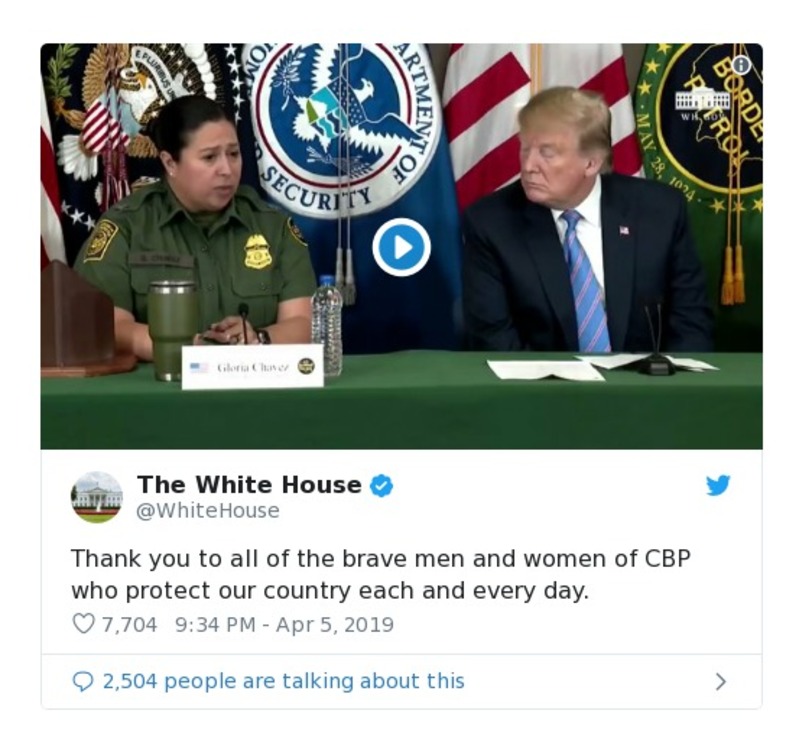 E PLURIBUS UNUM
ARTMENT OF
SECURITY
BORDER
PATROL
MAY 28, 1924
WH.GOV
Gloria Chavez
The White House
@WhiteHouse
Thank you to all of the brave men and women of CBP
who protect our country each and every day.
7,704 9:34 PM - Apr 5, 2019
2,504 people are talking about this